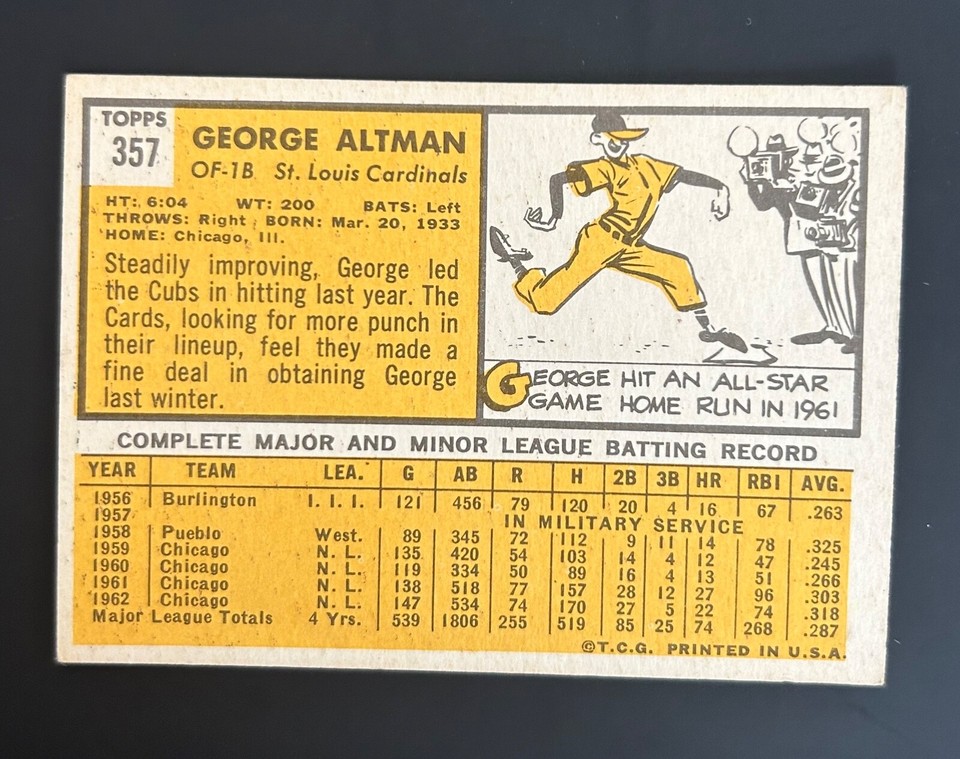 TOPPS
357
GEORGE ALTMAN
OF-1B St. Louis Cardinals
HT: 6:04 WT: 200 BATS: Left
THROWS: Right BORN: Mar. 20, 1933
HOME: Chicago, Ill.
Steadily improving, George led
the Cubs in hitting last year. The
Cards, looking for more punch in
their lineup, feel they made a
fine deal in obtaining George
last winter.
GEORGE HIT AN ALL-STAR
GAME HOME RUN IN 1961
COMPLETE MAJOR AND MINOR LEAGUE BATTING RECORD
YEAR TEAM LEA. G AB R H 2B 3B HR RBI AVG.
1956 Burlington I. I. I. 121 456 79 120 20 4 16 67 .263
1957 IN MILITARY SERVICE
1958 Pueblo West. 89 345 72 112 9 11 14 78 .325
1959 Chicago N. L. 135 420 54 103 14 4 12 47 .245
1960 Chicago N. L. 119 334 50 89 16 4 13 51 .266
1961 Chicago N. L. 138 518 77 157 28 12 27 96 .303
1962 Chicago N. L. 147 534 74 170 27 5 22 74 .318
Major League Totals 4 Yrs. 539 1806 255 519 85 25 74 268 .287
©T.C.G. PRINTED IN U.S.A.